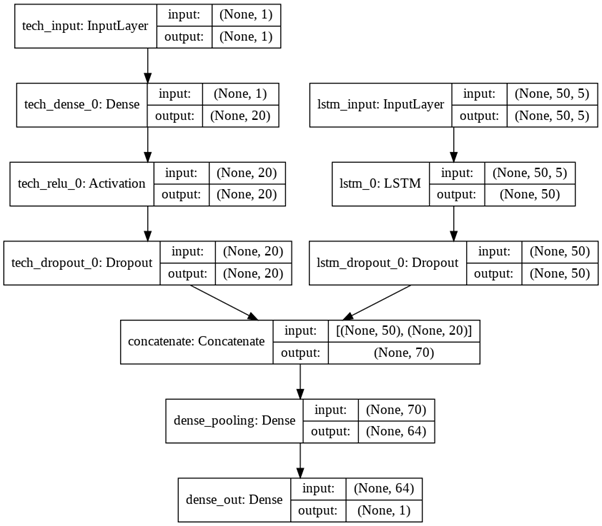 tech_input: InputLayer
input: (None, 1)
output: (None, 1)
tech_dense_0: Dense
input: (None, 1)
output: (None, 20)
lstm_input: InputLayer
input: (None, 50, 5)
output: (None, 50, 5)
tech_relu_0: Activation
input: (None, 20)
output: (None, 20)
lstm_0: LSTM
input: (None, 50, 5)
output: (None, 50)
tech_dropout_0: Dropout
input: (None, 20)
output: (None, 20)
lstm_dropout_0: Dropout
input: (None, 50)
output: (None, 50)
concatenate: Concatenate
input: [(None, 50), (None, 20)]
output: (None, 70)
dense_pooling: Dense
input: (None, 70)
output: (None, 64)
dense_out: Dense
input: (None, 64)
output: (None, 1)